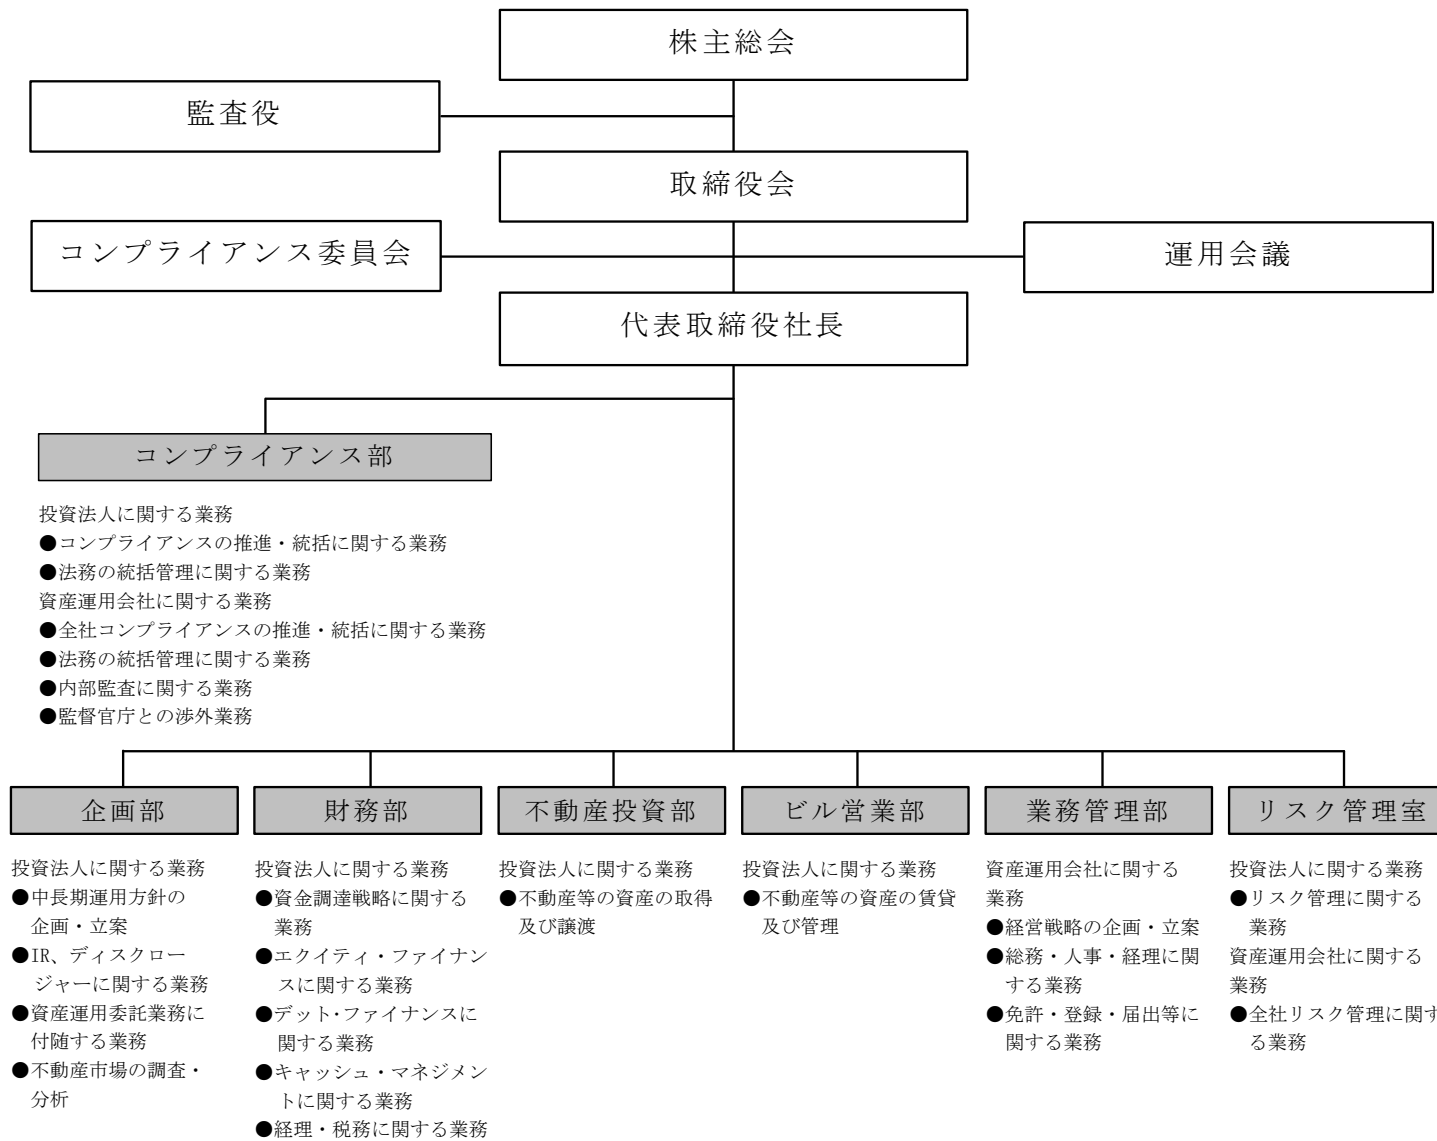 株主総会
監査役
取締役会
コンプライアンス委員会
運用会議
代表取締役社長
コンプライアンス部
投資法人に関する業務
●コンプライアンスの推進・統括に関する業務
●法務の統括管理に関する業務
資産運用会社に関する業務
●全社コンプライアンスの推進・統括に関する業務
●法務の統括管理に関する業務
●内部監査に関する業務
●監督官庁との渉外業務
企画部
投資法人に関する業務
●中長期運用方針の
企画・立案
●IR、ディスクロー
ジャーに関する業務
●資産運用委託業務に
付随する業務
●不動産市場の調査・
分析
財務部
投資法人に関する業務
●資金調達戦略に関する
業務
●エクイティ・ファイナン
スに関する業務
●デット・ファイナンスに
関する業務
●キャッシュ・マネジメン
トに関する業務
●経理・税務に関する業務
不動産投資部
投資法人に関する業務
●不動産等の資産の取得
及び譲渡
ビル営業部
投資法人に関する業務
●不動産等の資産の賃貸
及び管理
業務管理部
資産運用会社に関する
業務
●経営戦略の企画・立案
●総務・人事・経理に関
する業務
●免許・登録・届出等に
関する業務
リスク管理室
投資法人に関する業務
●リスク管理に関する
業務
資産運用会社に関する
業務
●全社リスク管理に関す
る業務